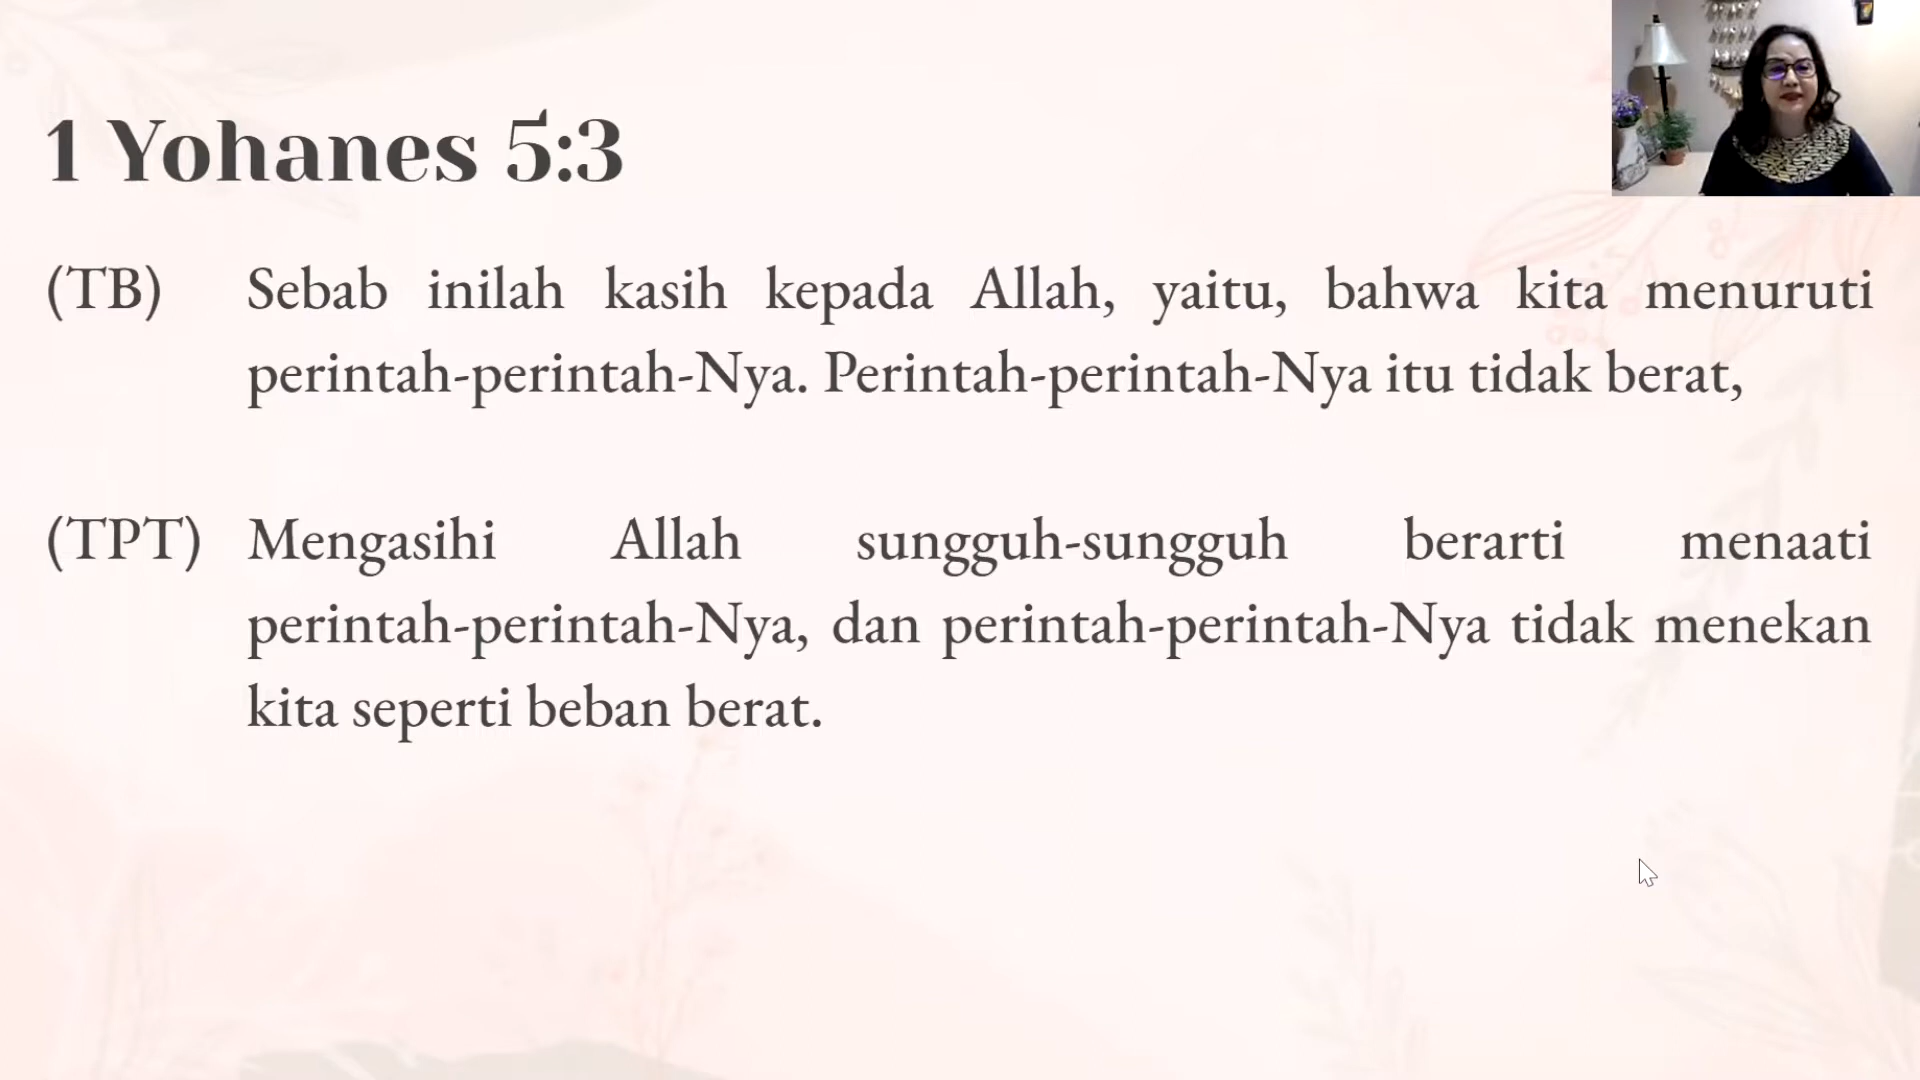 1 Yohanes 5:3
(TB) Sebab inilah kasih kepada Allah, yaitu, bahwa kita menuruti
perintah-perintah-Nya. Perintah-perintah-Nya itu tidak berat,
(TPT) Mengasihi Allah sungguh-sungguh berarti menaati
perintah-perintah-Nya, dan perintah-perintah-Nya tidak menekan
kita seperti beban berat.